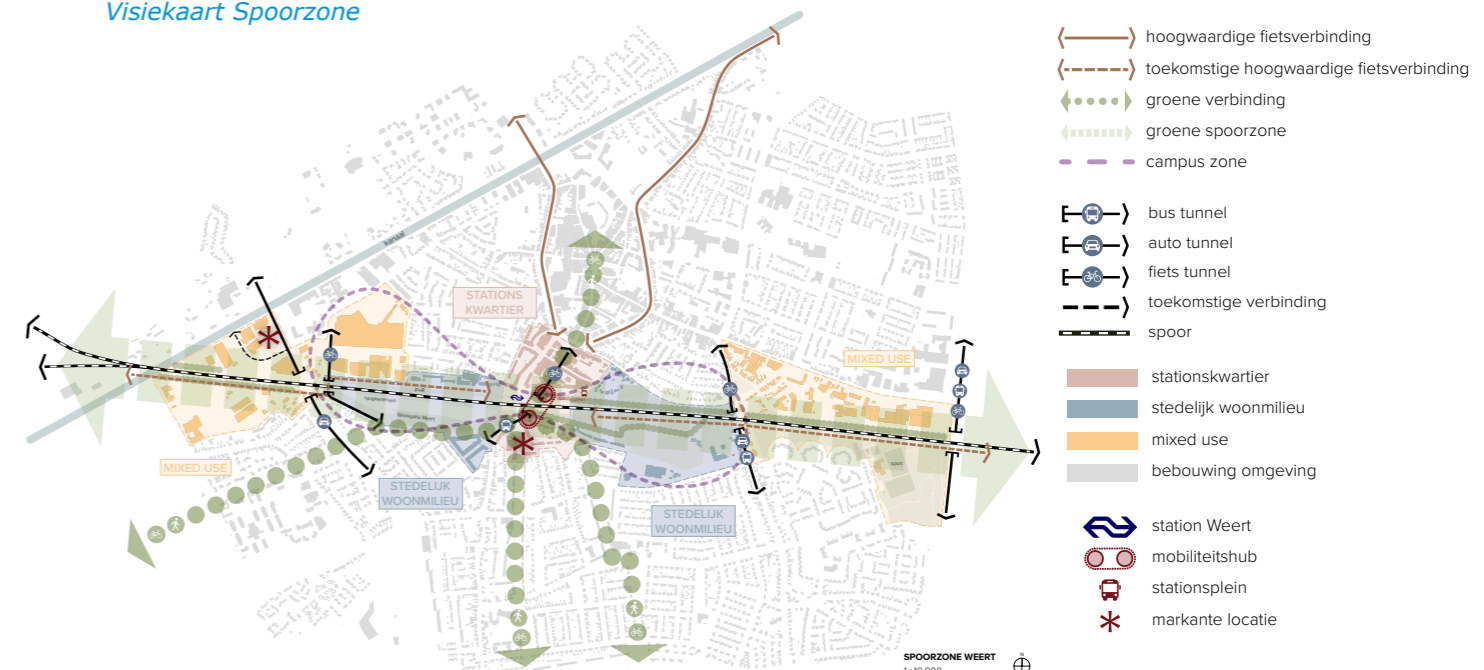 Visiekaart Spoorzone
hoogwaardige fietsverbinding
toekomstige hoogwaardige fietsverbinding
groene verbinding
groene spoorzone
campus zone
bus tunnel
auto tunnel
fiets tunnel
toekomstige verbinding
spoor
stationskwartier
stedelijk woonmilieu
mixed use
bebouwing omgeving
station Weert
mobiliteitshub
stationsplein
markante locatie
kanaal
STATIONS
KWARTIER
MIXED USE
MIXED USE
STEDELIJK
WOONMILIEU
STEDELIJK
WOONMILIEU
SPOORZONE WEERT
N